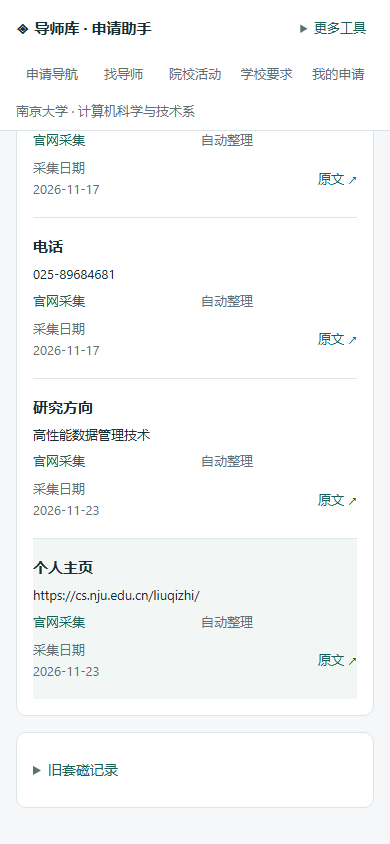 ◈ 导师库 · 申请助手
▶ 更多工具
申请导航 找导师 院校活动 学校要求 我的申请
南京大学 · 计算机科学与技术系
官网采集 自动整理
采集日期
2026-11-17
原文 ↗
电话
025-89684681
官网采集 自动整理
采集日期
2026-11-17
原文 ↗
研究方向
高性能数据管理技术
官网采集 自动整理
采集日期
2026-11-23
原文 ↗
个人主页
https://cs.nju.edu.cn/liuqizhi/
官网采集 自动整理
采集日期
2026-11-23
原文 ↗
▶ 旧套磁记录